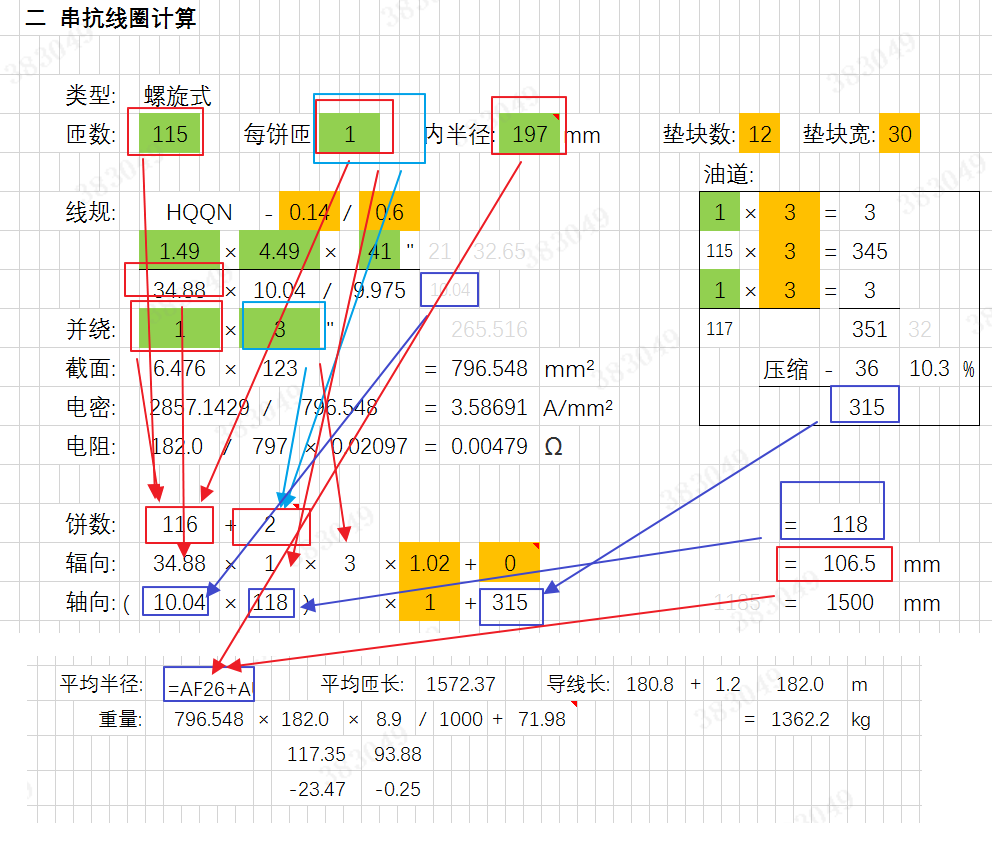 二 串抗线圈计算
类型: 螺旋式
匝数: 115 每饼匝 1 内半径: 197 mm 垫块数: 12 垫块宽: 30
油道:
线规: HQQN - 0.14 / 0.6 1 × 3 = 3
1.49 × 4.49 × 41 " 21 32.65 115 × 3 = 345
34.88 × 10.04 / 9.975 10.04 1 × 3 = 3
并绕: 1 × 3 " 265.516 117 351 32
截面: 6.476 × 123 = 796.548 mm² 压缩 - 36 10.3 %
电密: 2857.1429 / 796.548 = 3.58691 A/mm² 315
电阻: 182.0 / 797 × 0.02097 = 0.00479 Ω
饼数: 116 + 2 = 118
辐向: 34.88 × 1 × 3 × 1.02 + 0 = 106.5 mm
轴向: ( 10.04 × 118 ) × 1 + 315 1185 = 1500 mm
平均半径: =AF26+A 平均匝长: 1572.37 导线长: 180.8 + 1.2 182.0 m
重量: 796.548 × 182.0 × 8.9 / 1000 + 71.98 = 1362.2 kg
117.35 93.88
-23.47 -0.25
383049